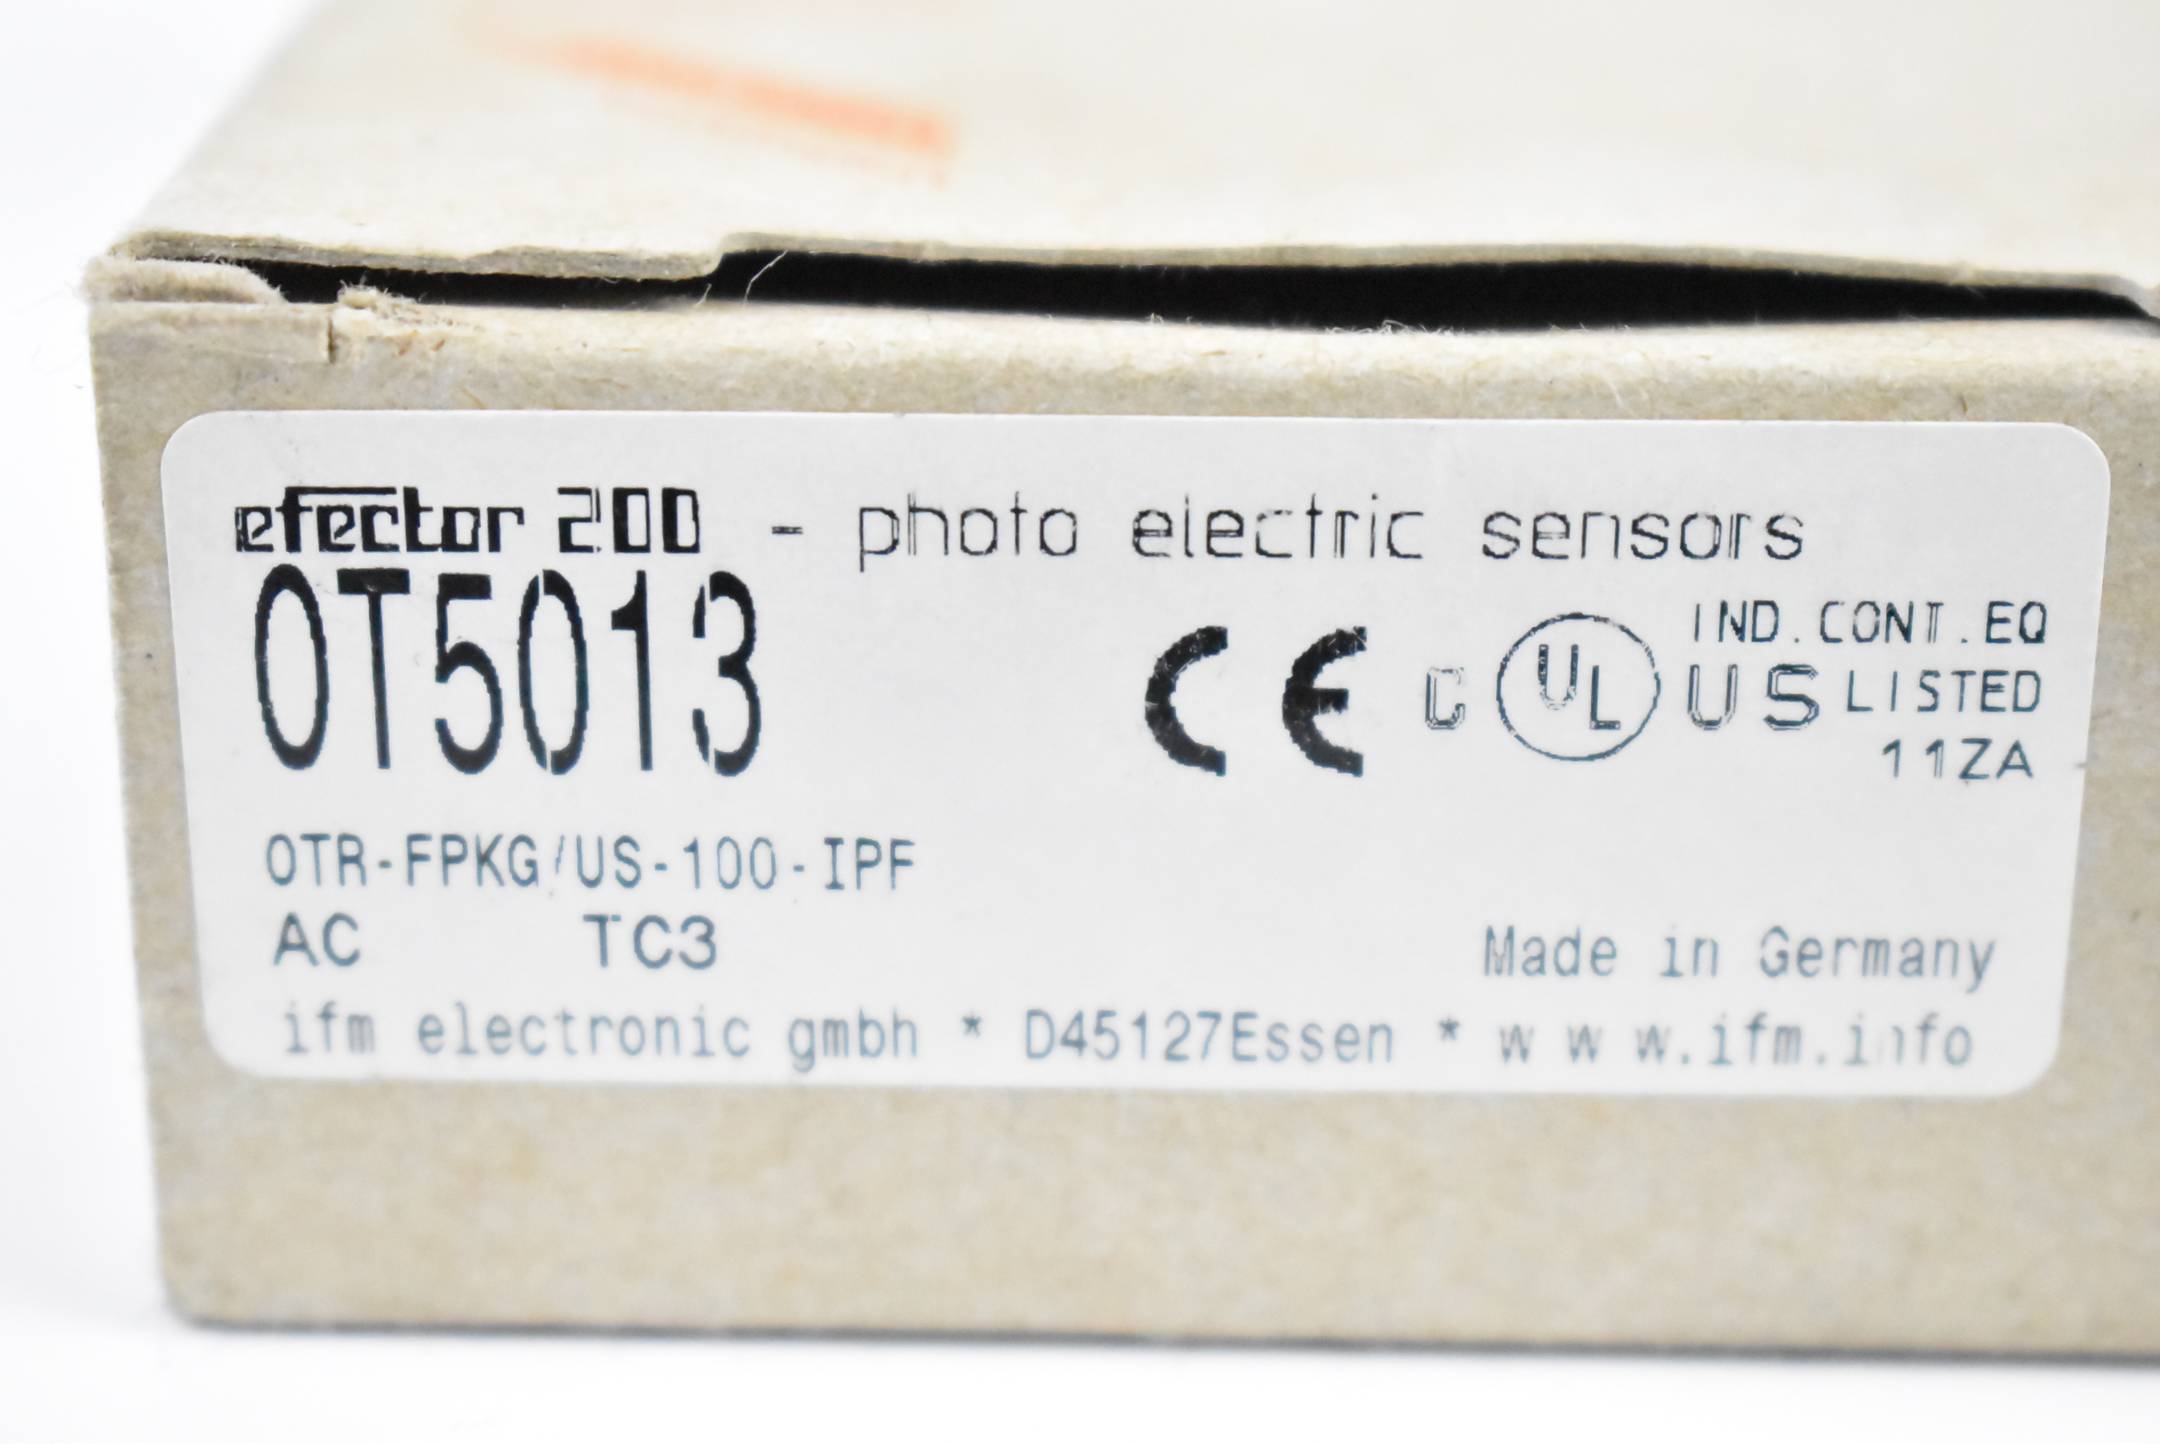 efector 200 - photo electric sensors
OT5013
CE C UL US IND.CONT.EQ
LISTED
11ZA
OTR-FPKG/US-100-IPF
AC TC3
Made in Germany
ifm electronic gmbh * D45127Essen * w w w.ifm.info